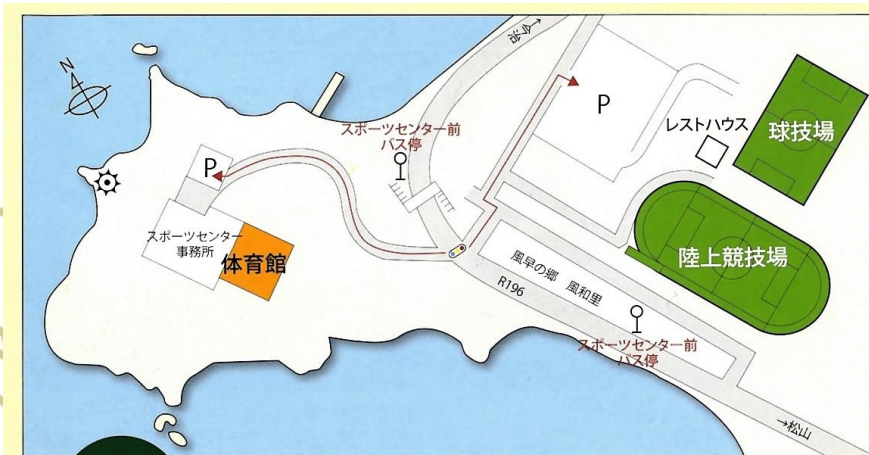 N
→今治
スポーツセンター前
バス停
P
P
レストハウス
球技場
スポーツセンター
事務所
体育館
陸上競技場
風早の郷 風和里
R196
スポーツセンター前
バス停
→松山